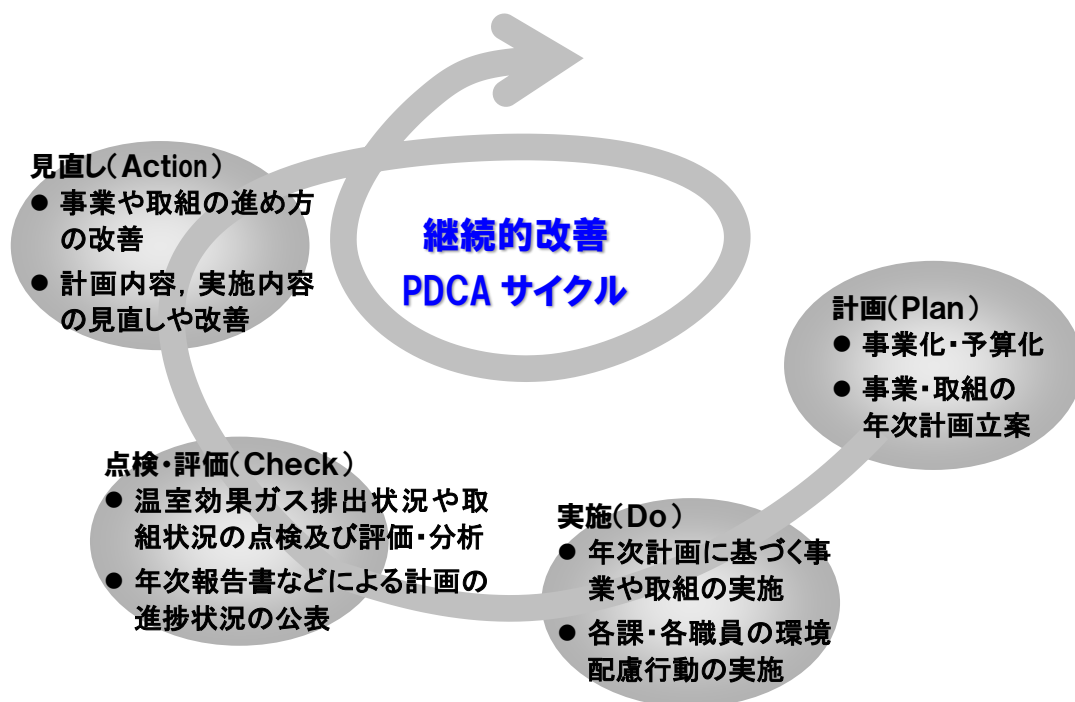 見直し（Action）
● 事業や取組の進め方
の改善
● 計画内容，実施内容
の見直しや改善
継続的改善
PDCA サイクル
計画（Plan）
● 事業化・予算化
● 事業・取組の
年次計画立案
点検・評価（Check）
● 温室効果ガス排出状況や取
組状況の点検及び評価・分析
● 年次報告書などによる計画の
進捗状況の公表
実施（Do）
● 年次計画に基づく事
業や取組の実施
● 各課・各職員の環境
配慮行動の実施